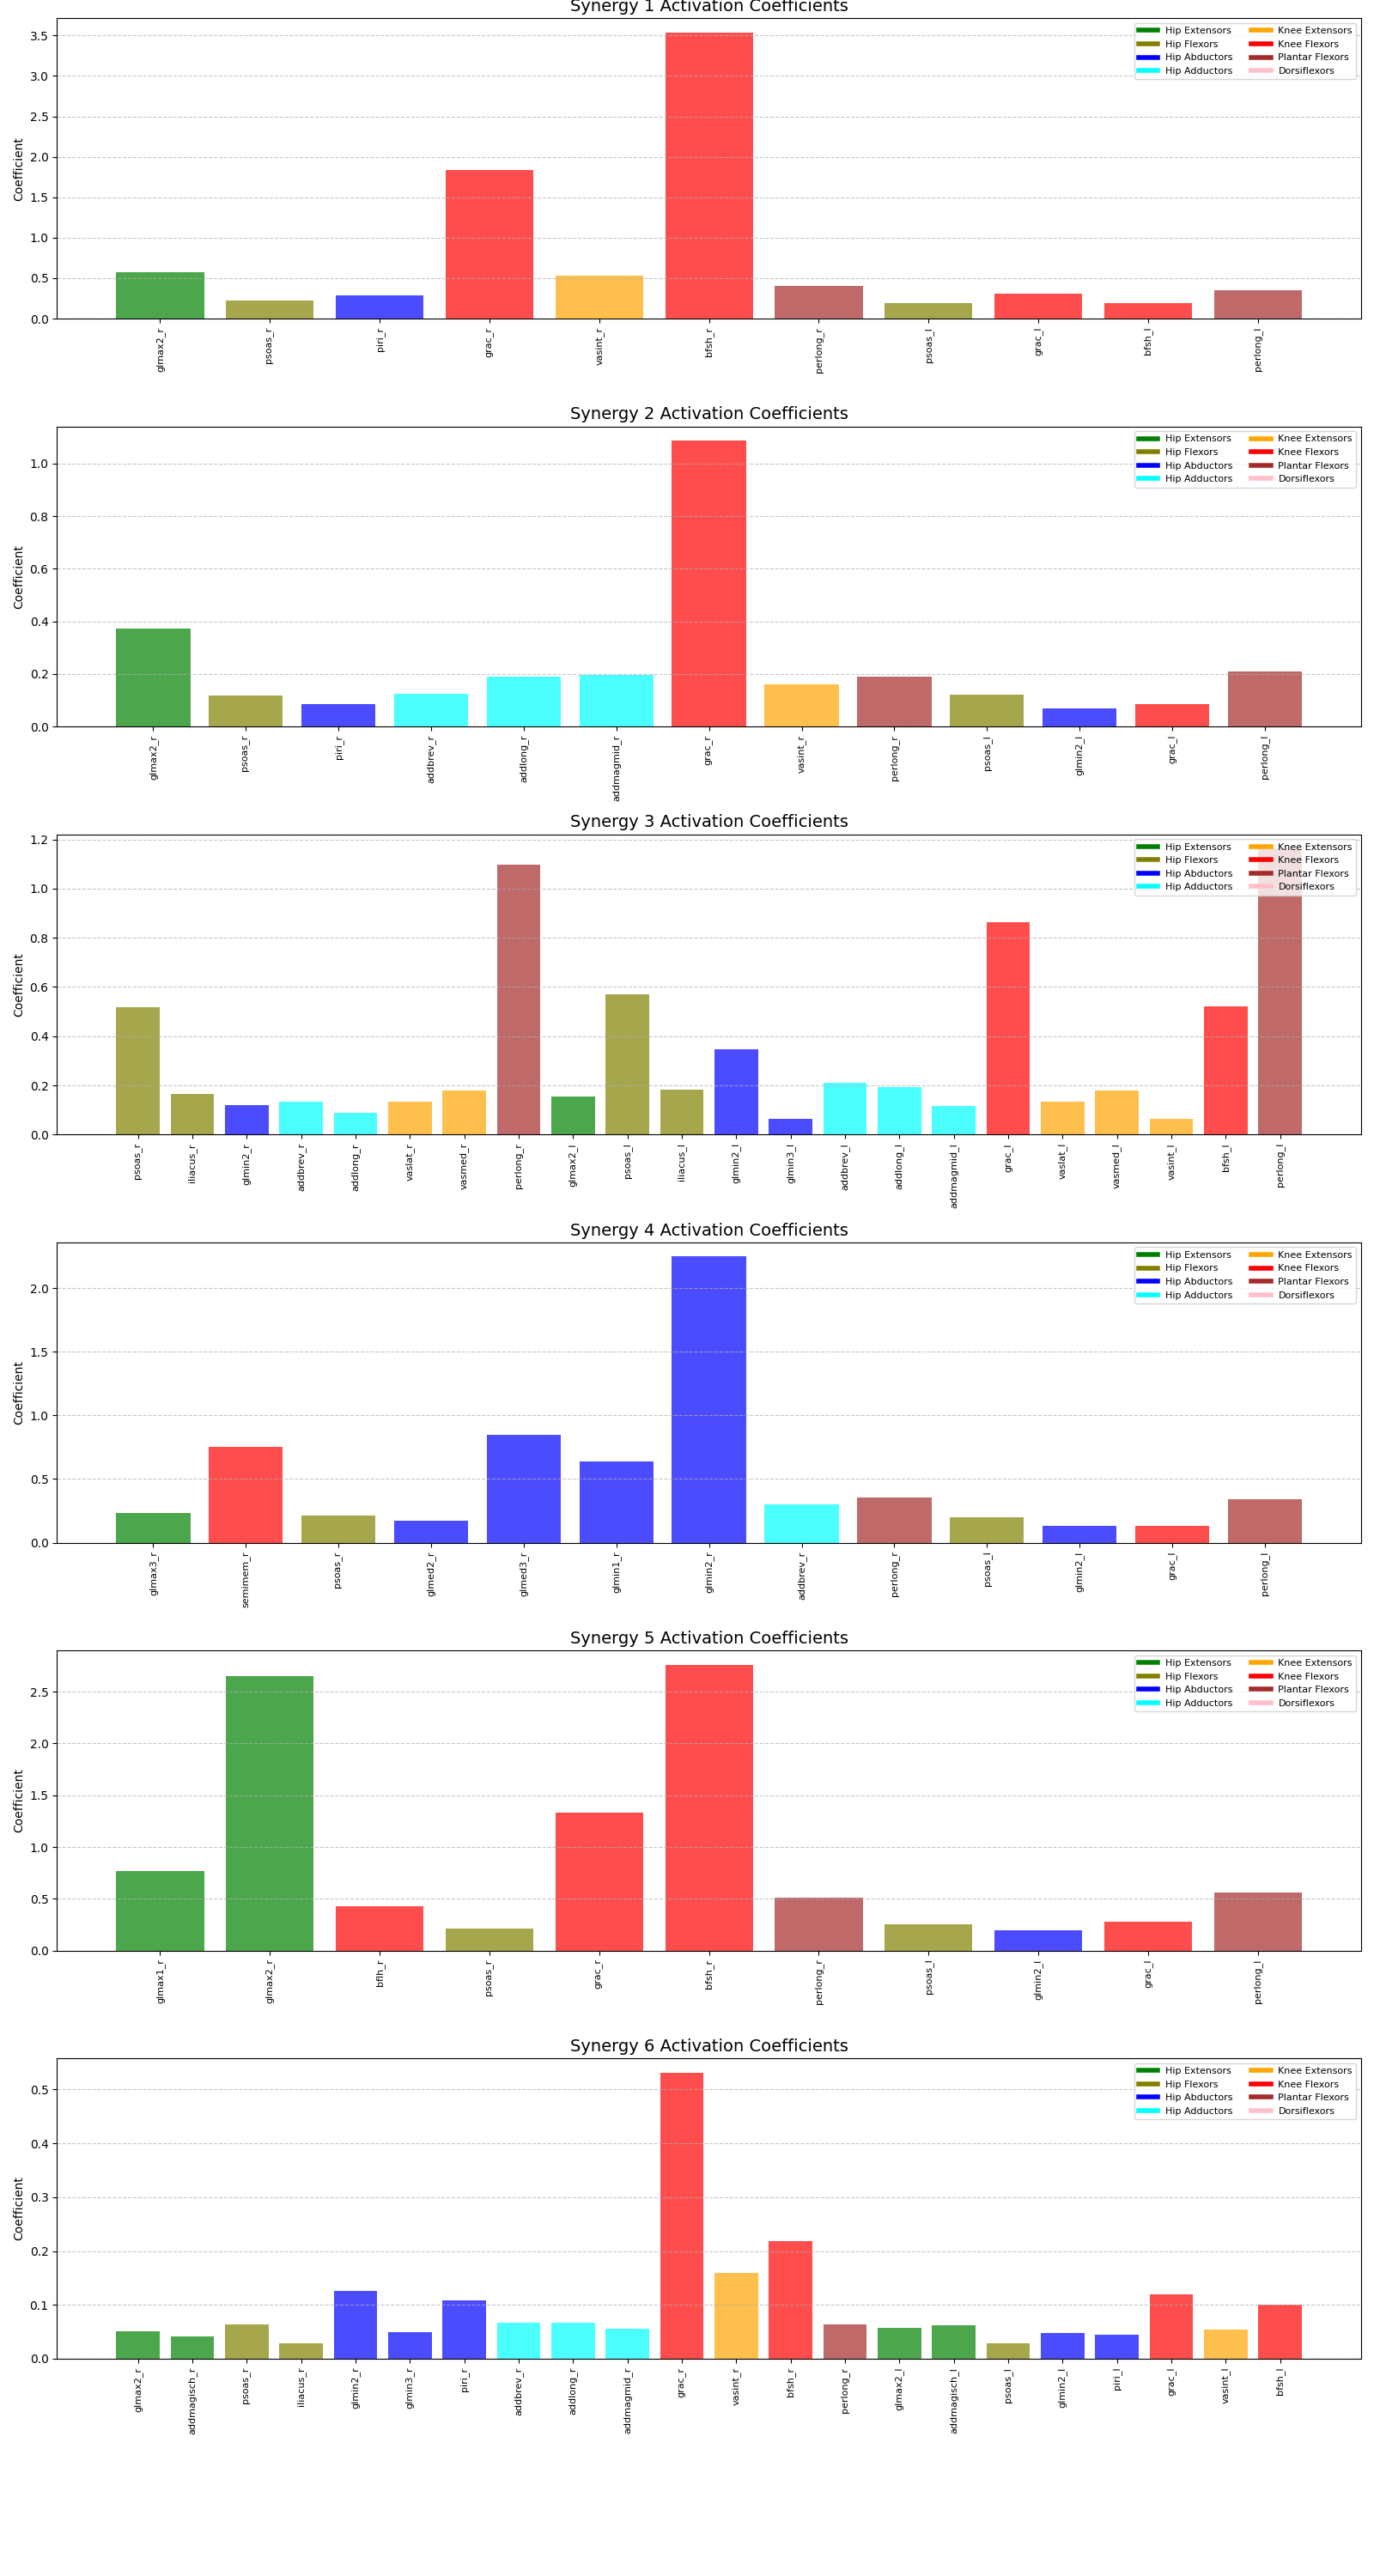 Synergy 1 Activation Coefficients
Coefficient
3.5
3.0
2.5
2.0
1.5
1.0
0.5
0.0
Hip Extensors Knee Extensors
Hip Flexors Knee Flexors
Hip Abductors Plantar Flexors
Hip Adductors Dorsiflexors
glmax2_r psoas_r piri_r grac_r vasint_r bfsh_r perlong_r psoas_l grac_l bfsh_l perlong_l
Synergy 2 Activation Coefficients
Coefficient
1.0
0.8
0.6
0.4
0.2
0.0
Hip Extensors Knee Extensors
Hip Flexors Knee Flexors
Hip Abductors Plantar Flexors
Hip Adductors Dorsiflexors
glmax2_r psoas_r piri_r addbrev_r addlong_r addmagmid_r grac_r vasint_r perlong_r psoas_l glmin2_l grac_l perlong_l
Synergy 3 Activation Coefficients
Coefficient
1.2
1.0
0.8
0.6
0.4
0.2
0.0
Hip Extensors Knee Extensors
Hip Flexors Knee Flexors
Hip Abductors Plantar Flexors
Hip Adductors Dorsiflexors
psoas_r iliacus_r glmin2_r addbrev_r addlong_r vaslat_r vasmed_r perlong_r glmax2_l psoas_l iliacus_l glmin2_l glmin3_l addbrev_l addlong_l addmagmid_l grac_l vaslat_l vasmed_l vasint_l bfsh_l perlong_l
Synergy 4 Activation Coefficients
Coefficient
2.0
1.5
1.0
0.5
0.0
Hip Extensors Knee Extensors
Hip Flexors Knee Flexors
Hip Abductors Plantar Flexors
Hip Adductors Dorsiflexors
glmax3_r semimem_r psoas_r glmed2_r glmed3_r glmin1_r glmin2_r addbrev_r perlong_r psoas_l glmin2_l grac_l perlong_l
Synergy 5 Activation Coefficients
Coefficient
2.5
2.0
1.5
1.0
0.5
0.0
Hip Extensors Knee Extensors
Hip Flexors Knee Flexors
Hip Abductors Plantar Flexors
Hip Adductors Dorsiflexors
glmax1_r glmax2_r bflh_r psoas_r grac_r bfsh_r perlong_r psoas_l glmin2_l grac_l perlong_l
Synergy 6 Activation Coefficients
Coefficient
0.5
0.4
0.3
0.2
0.1
0.0
Hip Extensors Knee Extensors
Hip Flexors Knee Flexors
Hip Abductors Plantar Flexors
Hip Adductors Dorsiflexors
glmax2_r addmagisch_r psoas_r iliacus_r glmin2_r glmin3_r piri_r addbrev_r addlong_r addmagmid_r grac_r vasint_r bfsh_r perlong_r glmax2_l addmagisch_l psoas_l glmin2_l piri_l grac_l vasint_l bfsh_l